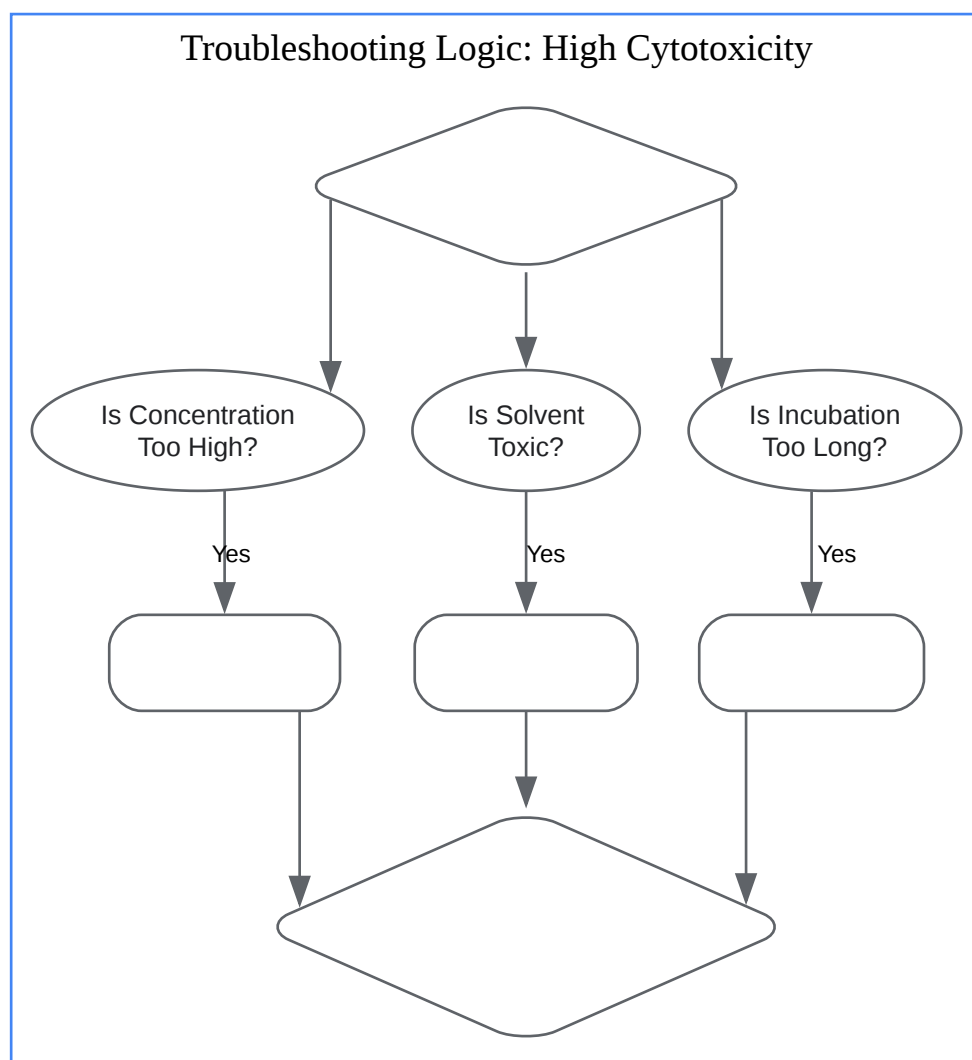 Troubleshooting Logic: High Cytotoxicity
Is Concentration
Too High?
Is Solvent
Toxic?
Is Incubation
Too Long?
Yes
Yes
Yes